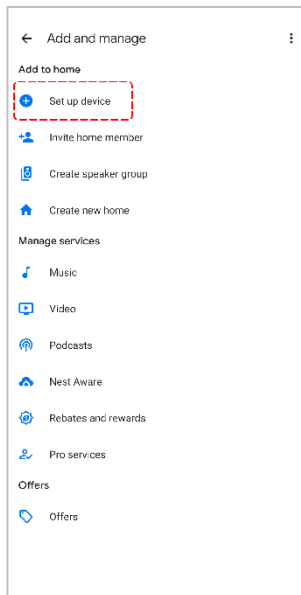 Add and manage
Add to home
Set up device
Invite home member
Create speaker group
Create new home
Manage services
Music
Video
Podcasts
Nest Aware
Rebates and rewards
Pro services
Offers
Offers